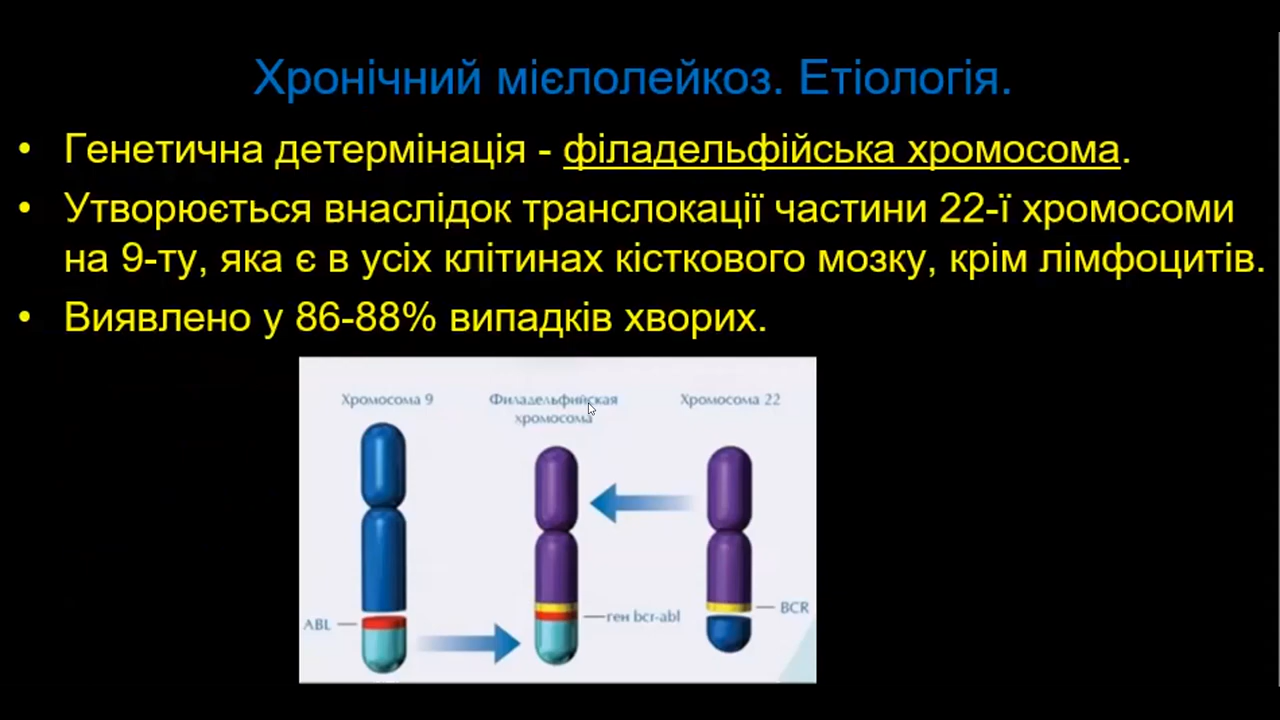 Хронічний мієлолейкоз. Етіологія.
• Генетична детермінація - філадельфійська хромосома.
• Утворюється внаслідок транслокації частини 22-ї хромосоми
на 9-ту, яка є в усіх клітинах кісткового мозку, крім лімфоцитів.
• Виявлено у 86-88% випадків хворих.
Хромосома 9
Филадельфийская
хромосома
Хромосома 22
ABL
ген bcr-abl
BCR